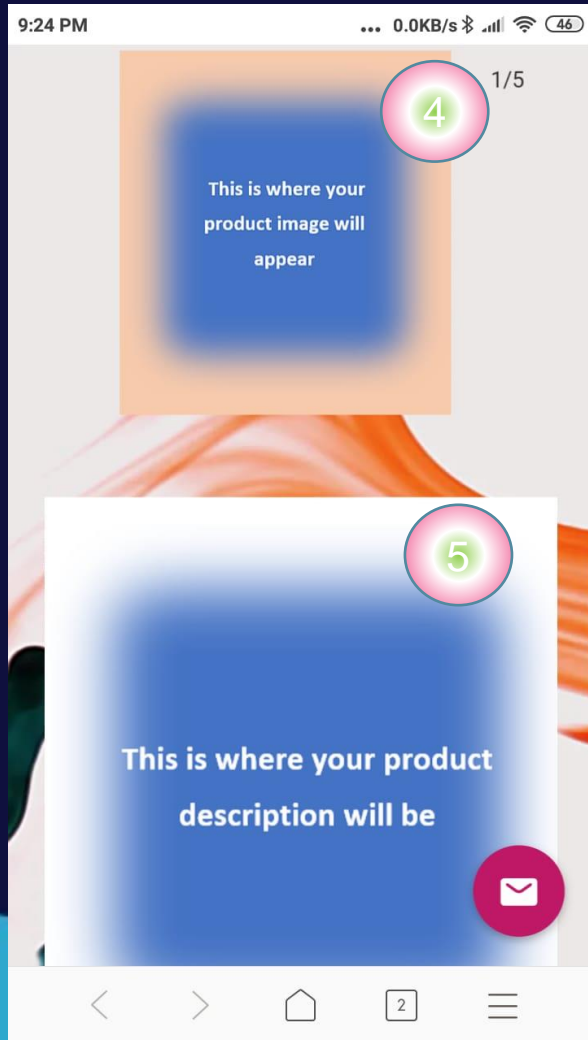 9:24 PM ... 0.0KB/s 46
1/5
4
This is where your
product image will
appear
5
This is where your product
description will be
2